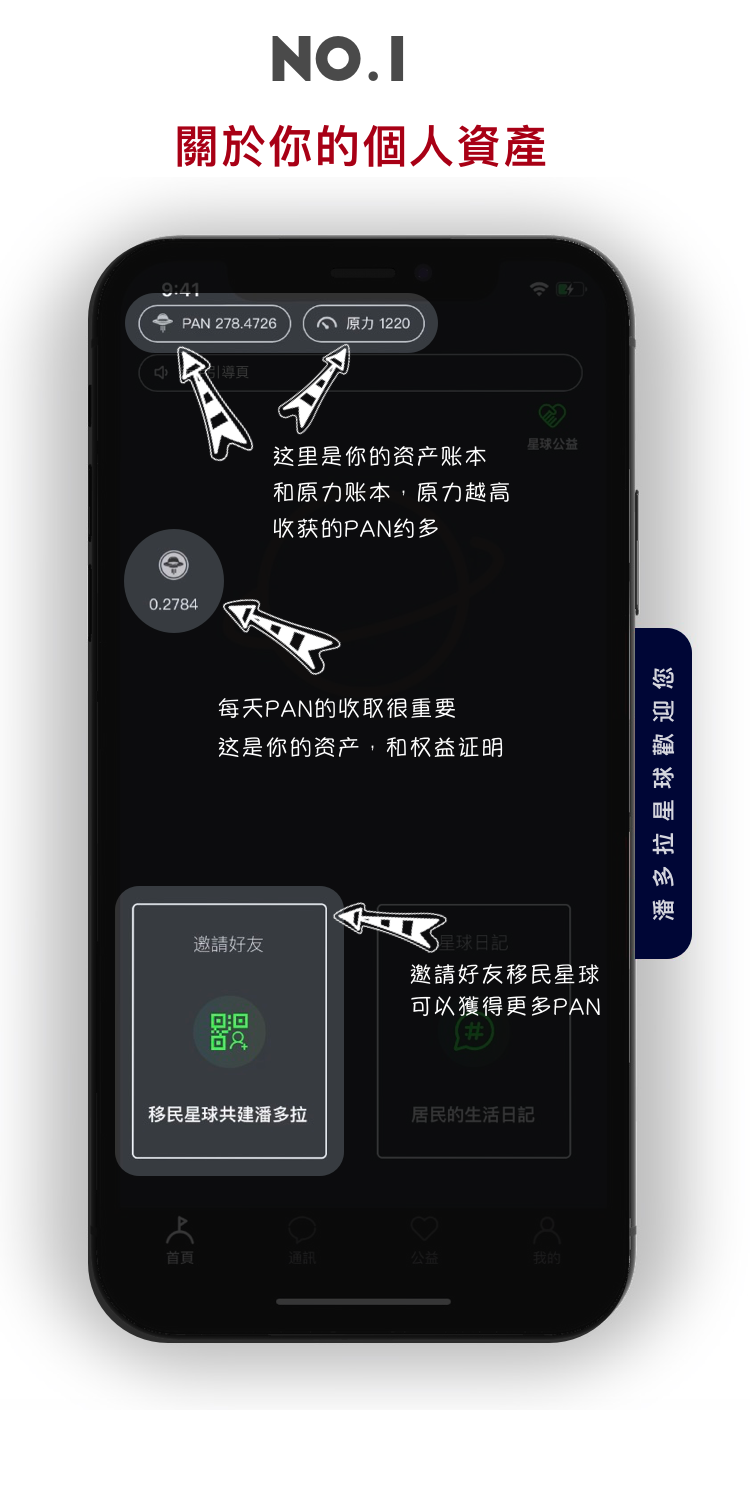 NO.1
關於你的個人資產
9:41
PAN 278.4726
原力 1220
引導頁
星球公益
这里是你的资产账本
和原力账本，原力越高
收获的PAN约多
0.2784
每天PAN的收取很重要
这是你的资产，和权益证明
潘多拉星球歡迎您
邀請好友
星球日記
邀請好友移民星球
可以獲得更多PAN
移民星球共建潘多拉
居民的生活日記
首頁
通訊
公益
我的